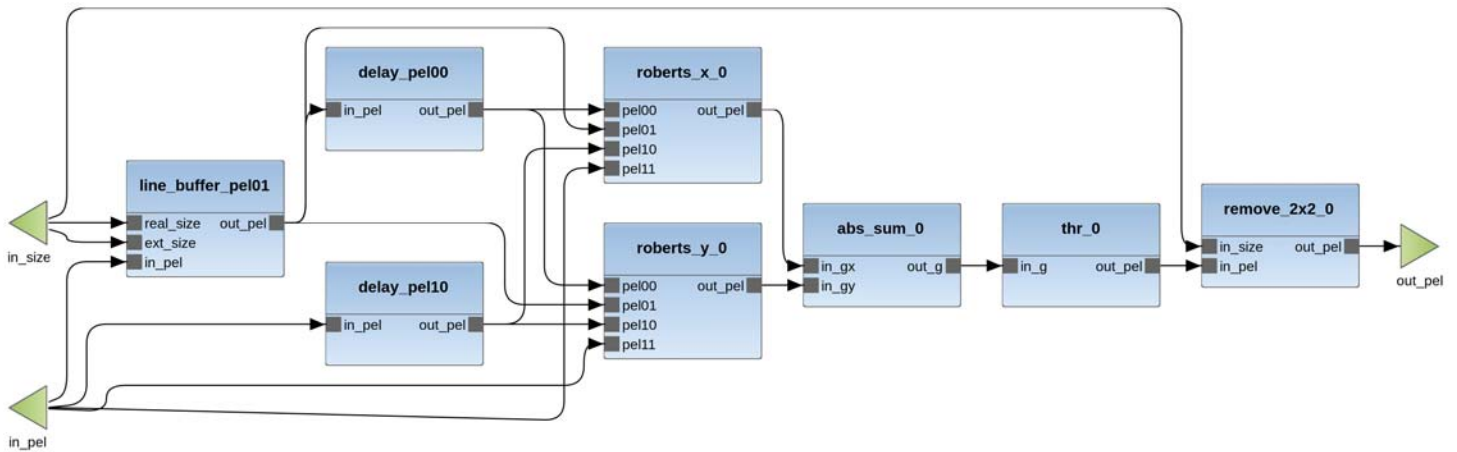 in_size
in_pel
line_buffer_pel01
real_size out_pel
ext_size
in_pel
delay_pel00
in_pel out_pel
delay_pel10
in_pel out_pel
roberts_x_0
pel00 out_pel
pel01
pel10
pel11
roberts_y_0
pel00 out_pel
pel01
pel10
pel11
abs_sum_0
in_gx out_g
in_gy
thr_0
in_g out_pel
remove_2x2_0
in_size out_pel
in_pel
out_pel